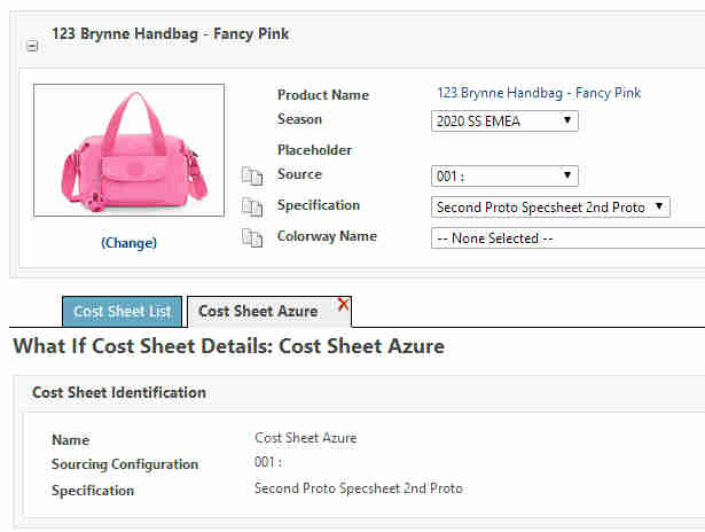 123 Brynne Handbag - Fancy Pink
Product Name 123 Brynne Handbag - Fancy Pink
Season 2020 SS EMEA
Placeholder
Source 001 :
Specification Second Proto Specsheet 2nd Proto
(Change) Colorway Name -- None Selected --
Cost Sheet List Cost Sheet Azure
What If Cost Sheet Details: Cost Sheet Azure
Cost Sheet Identification
Name Cost Sheet Azure
Sourcing Configuration 001 :
Specification Second Proto Specsheet 2nd Proto